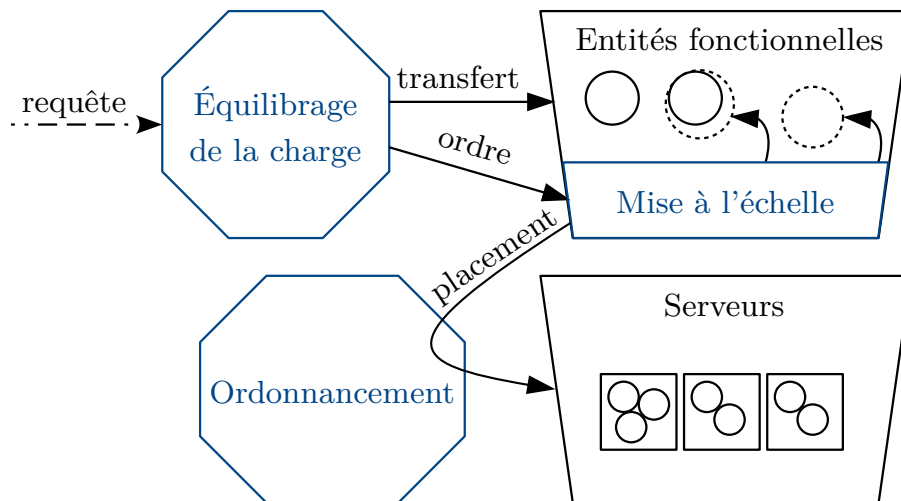 requête
Équilibrage
de la charge
transfert
ordre
Entités fonctionnelles
Mise à l'échelle
placement
Ordonnancement
Serveurs